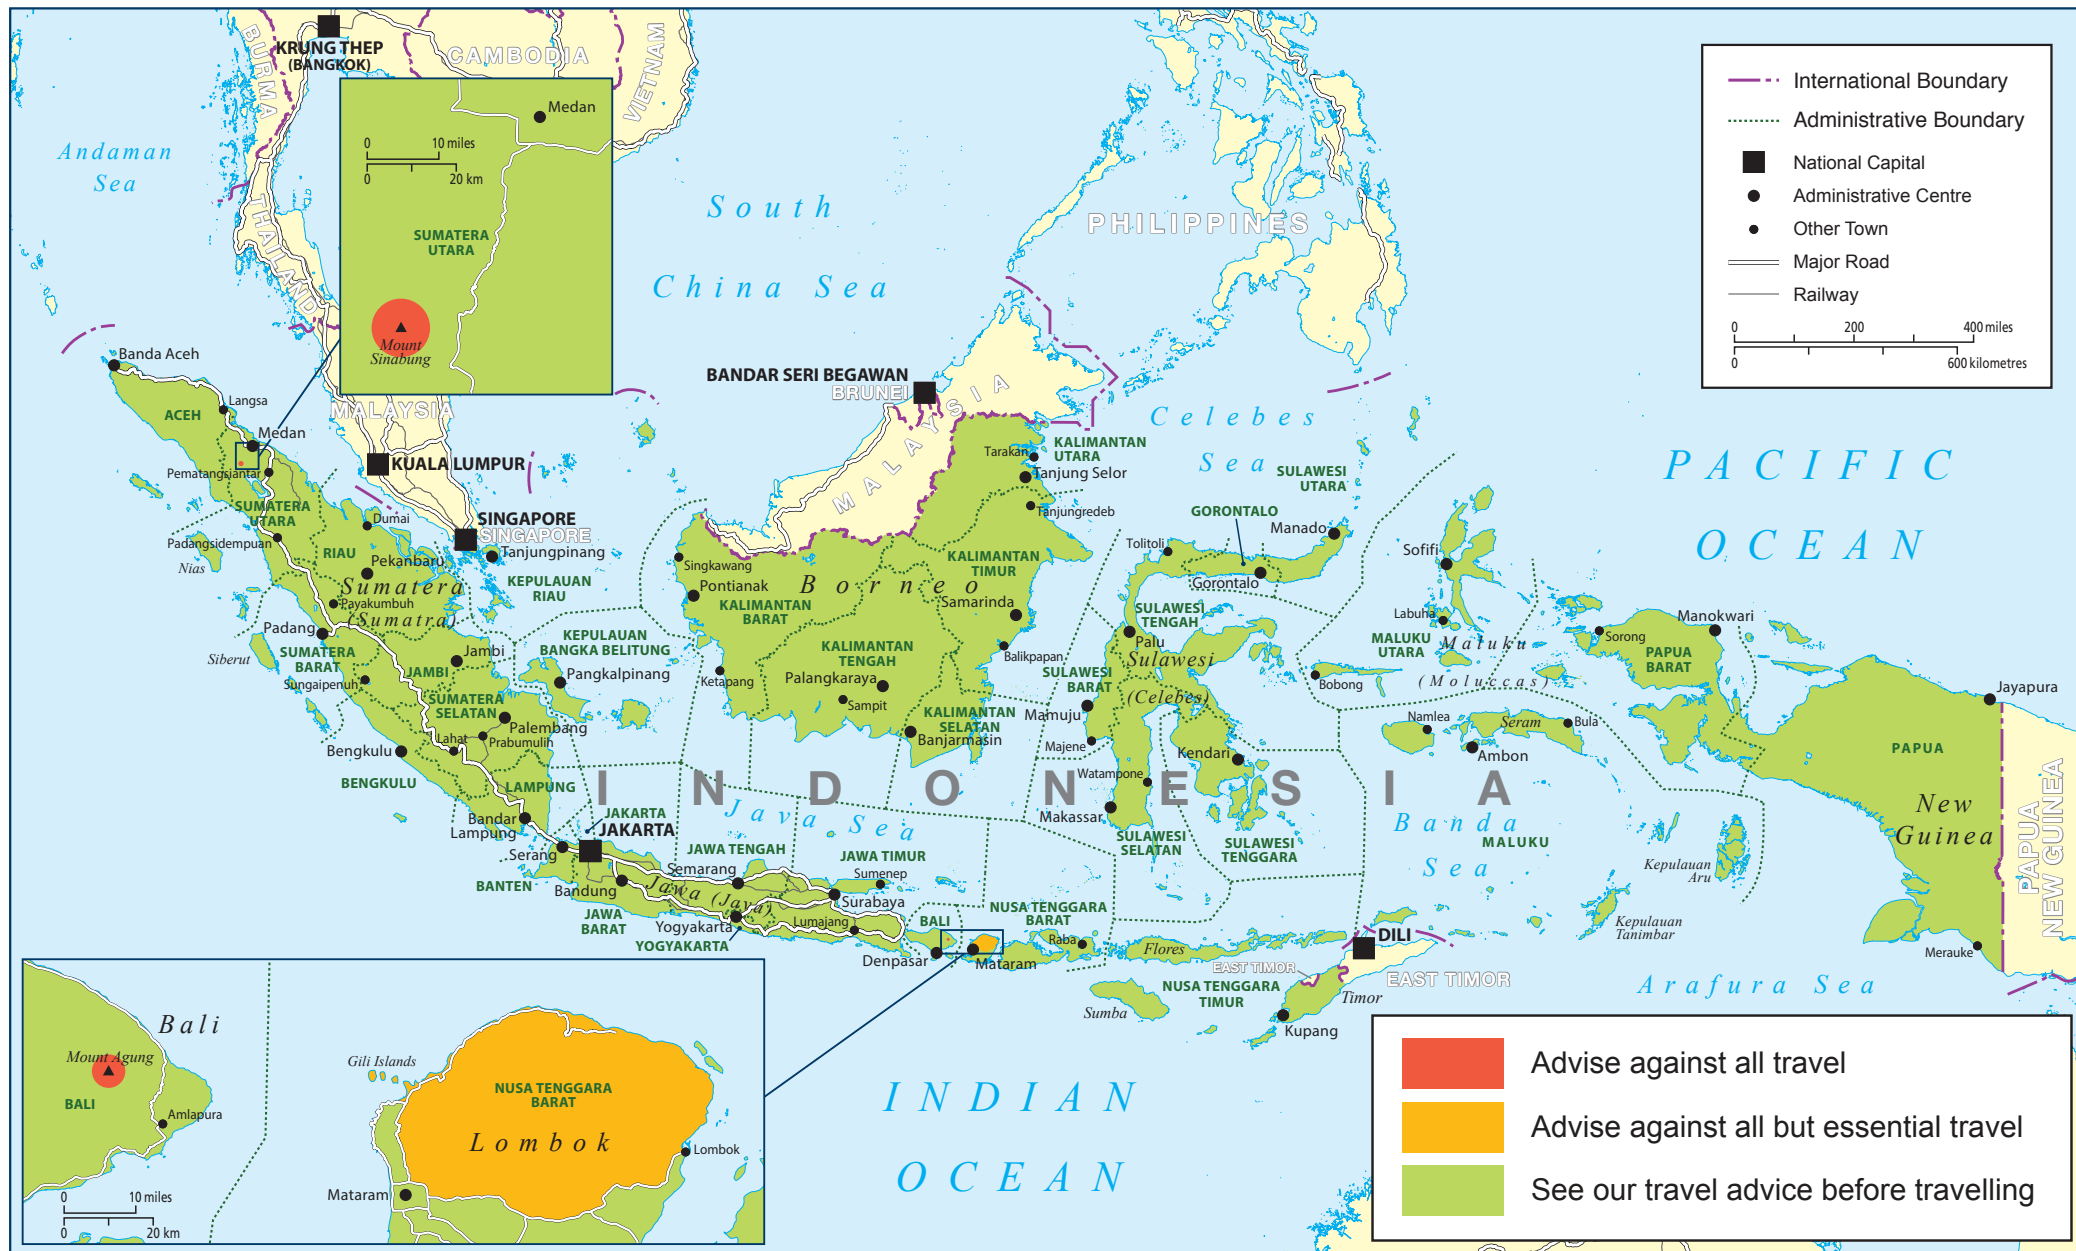 BURMA
KRUNG THEP
(BANGKOK)
CAMBODIA
VIETNAM
THAILAND
Andaman
Sea
South
China Sea
PHILIPPINES
Medan
0 10 miles
0 20 km
SUMATERA
UTARA
Mount
Sinabung
International Boundary
Administrative Boundary
National Capital
Administrative Centre
Other Town
Major Road
Railway
0 200 400 miles
0 600 kilometres
Banda Aceh
ACEH
Langsa
Medan
Pematangsiantar
SUMATERA
UTARA
Padangsidempuan
Nias
MALAYSIA
KUALA LUMPUR
SINGAPORE
SINGAPORE
Tanjungpinang
KEPULAUAN
RIAU
Dumai
RIAU
Pekanbaru
Sumatera
(Sumatra)
Payakumbuh
Padang
Siberut
SUMATERA
BARAT
Sungaipenuh
JAMBI
Jambi
KEPULAUAN
BANGKA BELITUNG
Pangkalpinang
SUMATERA
SELATAN
Palembang
Prabumulih
Lahat
Bengkulu
BENGKULU
LAMPUNG
Bandar
Lampung
BANDAR SERI BEGAWAN
BRUNEI
MALAYSIA
Celebes
Sea
KALIMANTAN
UTARA
Tarakan
Tanjung Selor
Tanjungredeb
Singkawang
Pontianak
Borneo
KALIMANTAN
BARAT
KALIMANTAN
TIMUR
Samarinda
KALIMANTAN
TENGAH
Palangkaraya
Sampit
Balikpapan
Ketapang
KALIMANTAN
SELATAN
Banjarmasin
SULAWESI
UTARA
GORONTALO
Manado
Tolitoli
Gorontalo
SULAWESI
TENGAH
Palu
Sulawesi
(Celebes)
SULAWESI
BARAT
Mamuju
Majene
Kendari
Watampone
Makassar
SULAWESI
SELATAN
SULAWESI
TENGGARA
PACIFIC
OCEAN
Sofifi
Labuha
MALUKU
UTARA
Maluku
(Moluccas)
Bobong
Namlea
Seram
Bula
Ambon
Sorong
Manokwari
PAPUA
BARAT
Jayapura
PAPUA
New
Guinea
PAPUA
NEW GUINEA
Merauke
INDONESIA
Java Sea
Banda
Sea
MALUKU
Kepulauan
Aru
Kepulauan
Tanimbar
Arafura Sea
JAKARTA
JAKARTA
Serang
BANTEN
Bandung
JAWA
BARAT
JAWA TENGAH
Semarang
Jawa (Java)
Yogyakarta
YOGYAKARTA
JAWA TIMUR
Sumenep
Surabaya
Lumajang
BALI
Denpasar
Mataram
NUSA TENGGARA
BARAT
Raba
Flores
Sumba
NUSA TENGGARA
TIMUR
EAST TIMOR
DILI
EAST TIMOR
Timor
Kupang
INDIAN
OCEAN
Bali
Mount Agung
BALI
Amlapura
0 10 miles
0 20 km
Gili Islands
NUSA TENGGARA
BARAT
Lombok
Lombok
Mataram
Advise against all travel
Advise against all but essential travel
See our travel advice before travelling